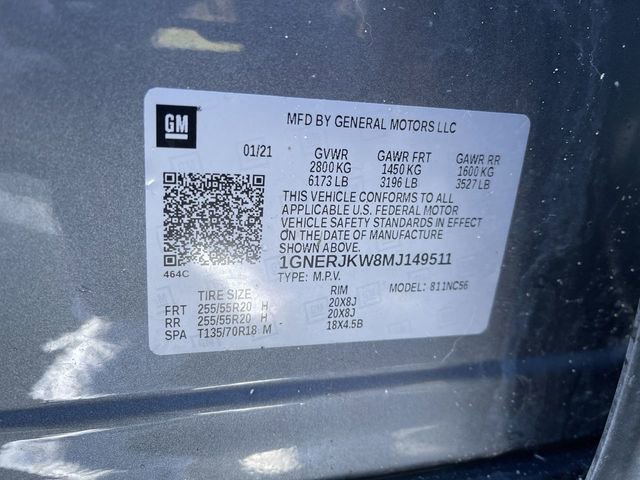 GM
MFD BY GENERAL MOTORS LLC
01/21 GVWR GAWR FRT GAWR RR
2800 KG 1450 KG 1600 KG
6173 LB 3196 LB 3527 LB
THIS VEHICLE CONFORMS TO ALL
APPLICABLE U.S. FEDERAL MOTOR
VEHICLE SAFETY STANDARDS IN EFFECT
ON THE DATE OF MANUFACTURE
SHOWN ABOVE.
464C
1GNERJKW8MJ149511
TYPE: M.P.V. MODEL: 811NC56
TIRE SIZE RIM
FRT 255/55R20 H 20X8J
RR 255/55R20 H 20X8J
SPA T135/70R18 M 18X4.5B